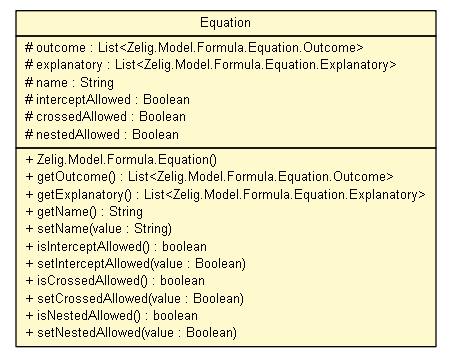 Equation
# outcome : List<Zelig.Model.Formula.Equation.Outcome>
# explanatory : List<Zelig.Model.Formula.Equation.Explanatory>
# name : String
# interceptAllowed : Boolean
# crossedAllowed : Boolean
# nestedAllowed : Boolean
+ Zelig.Model.Formula.Equation()
+ getOutcome() : List<Zelig.Model.Formula.Equation.Outcome>
+ getExplanatory() : List<Zelig.Model.Formula.Equation.Explanatory>
+ getName() : String
+ setName(value : String)
+ isInterceptAllowed() : boolean
+ setInterceptAllowed(value : Boolean)
+ isCrossedAllowed() : boolean
+ setCrossedAllowed(value : Boolean)
+ isNestedAllowed() : boolean
+ setNestedAllowed(value : Boolean)